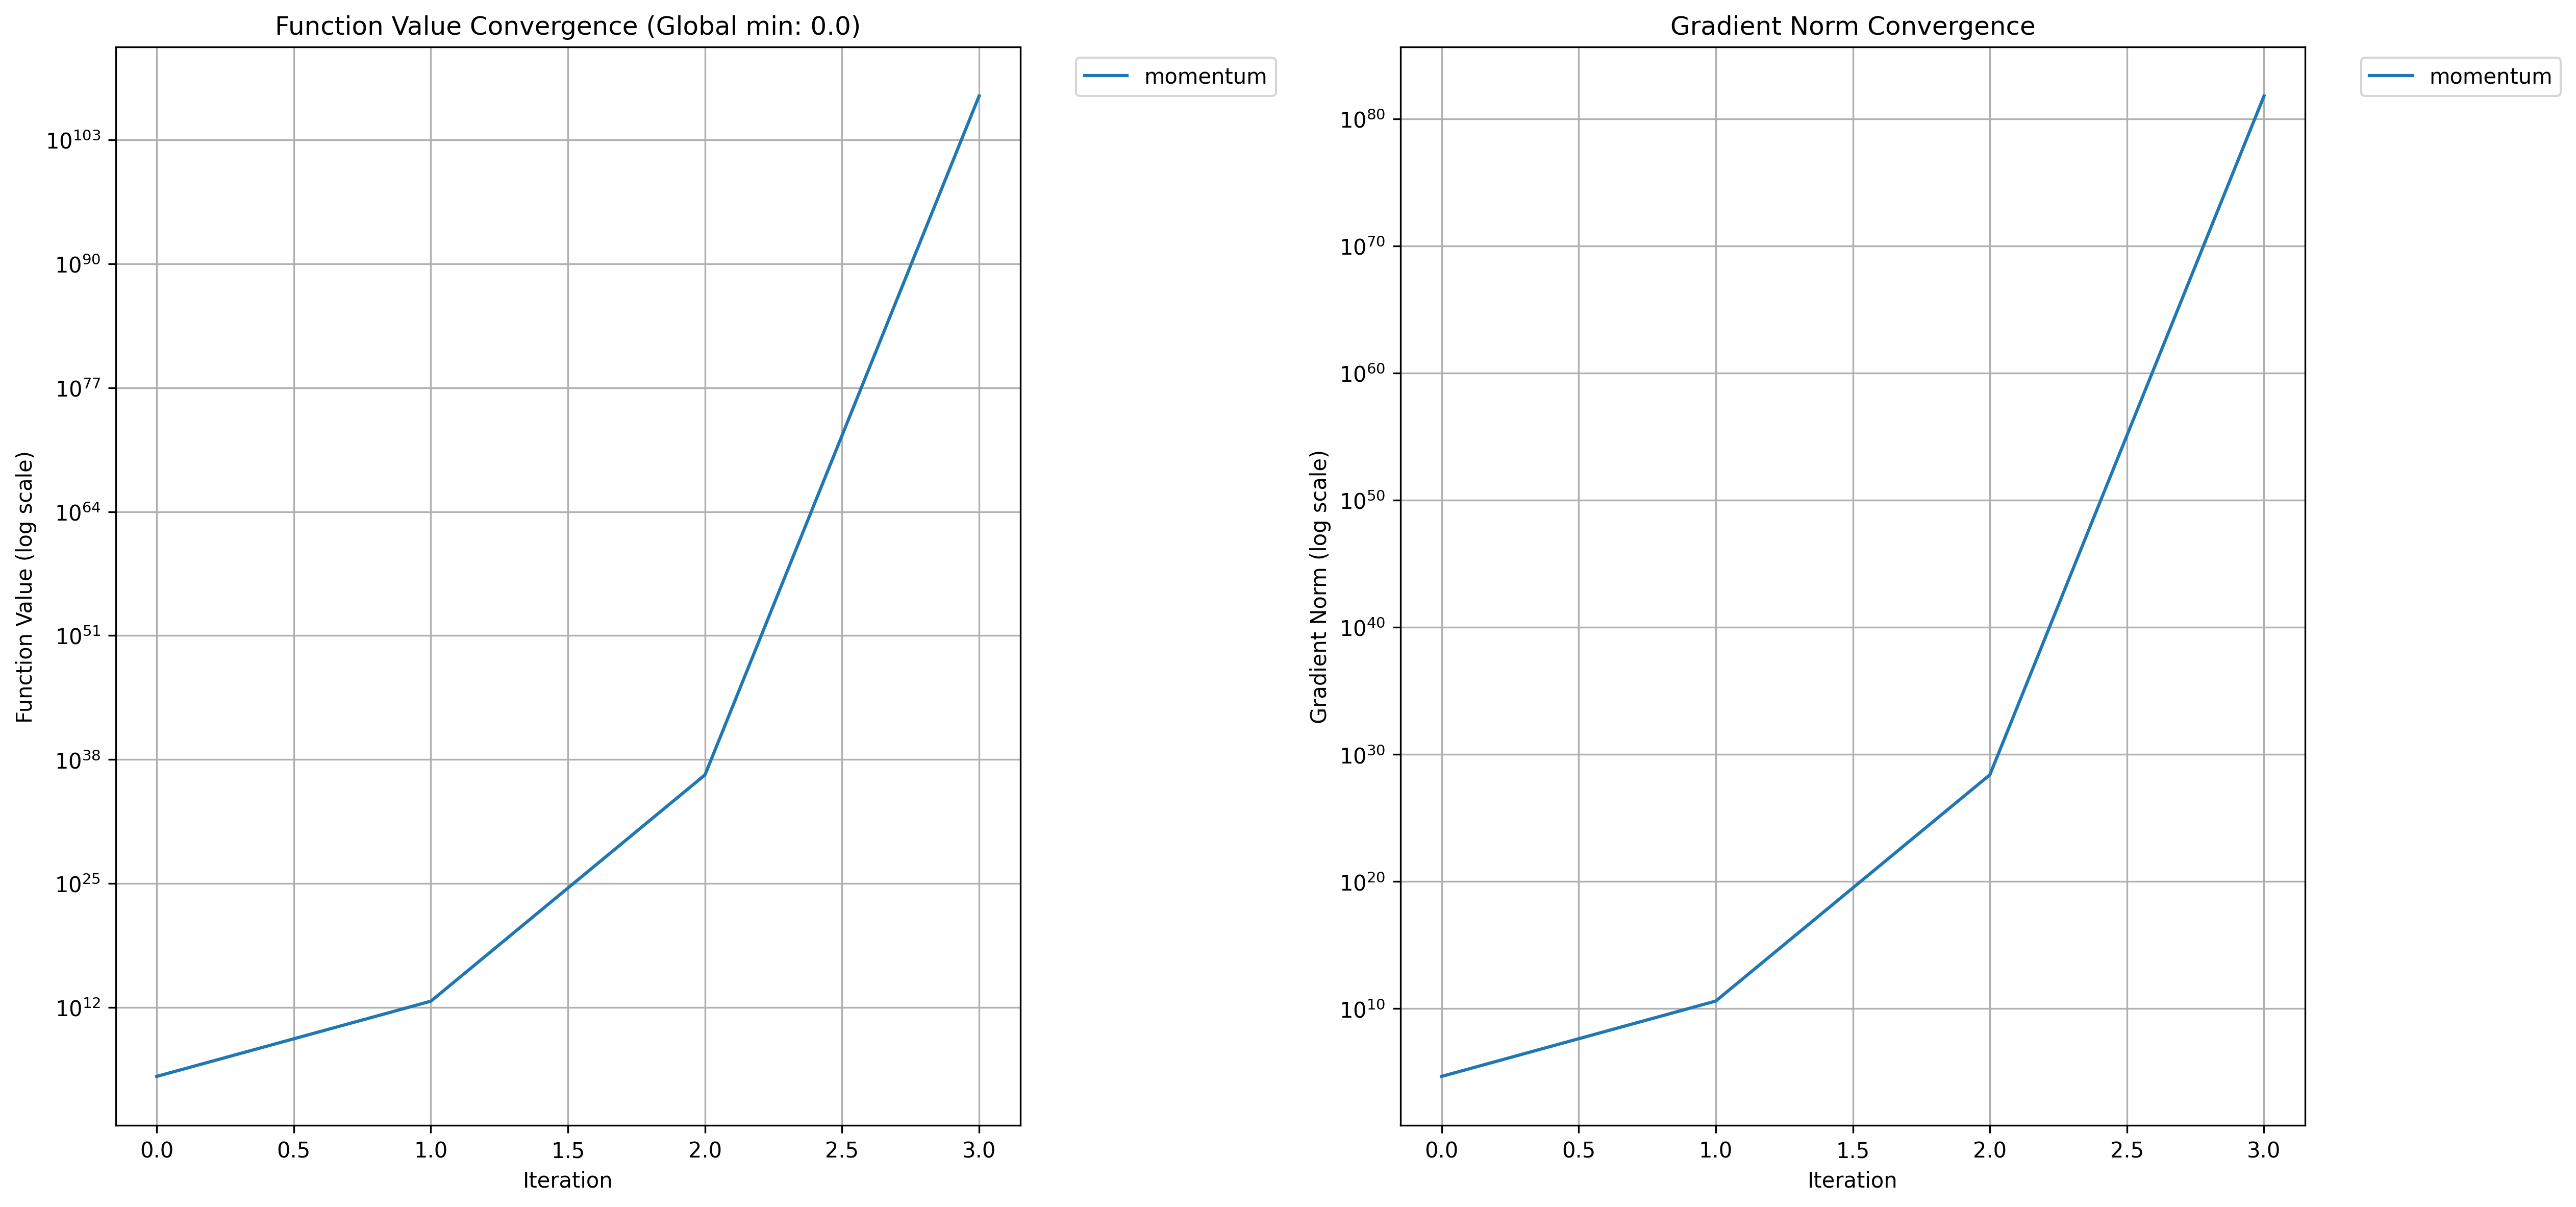 Function Value Convergence (Global min: 0.0)
momentum
Function Value (log scale)
10^103
10^90
10^77
10^64
10^51
10^38
10^25
10^12
0.0 0.5 1.0 1.5 2.0 2.5 3.0
Iteration
Gradient Norm Convergence
momentum
Gradient Norm (log scale)
10^80
10^70
10^60
10^50
10^40
10^30
10^20
10^10
0.0 0.5 1.0 1.5 2.0 2.5 3.0
Iteration